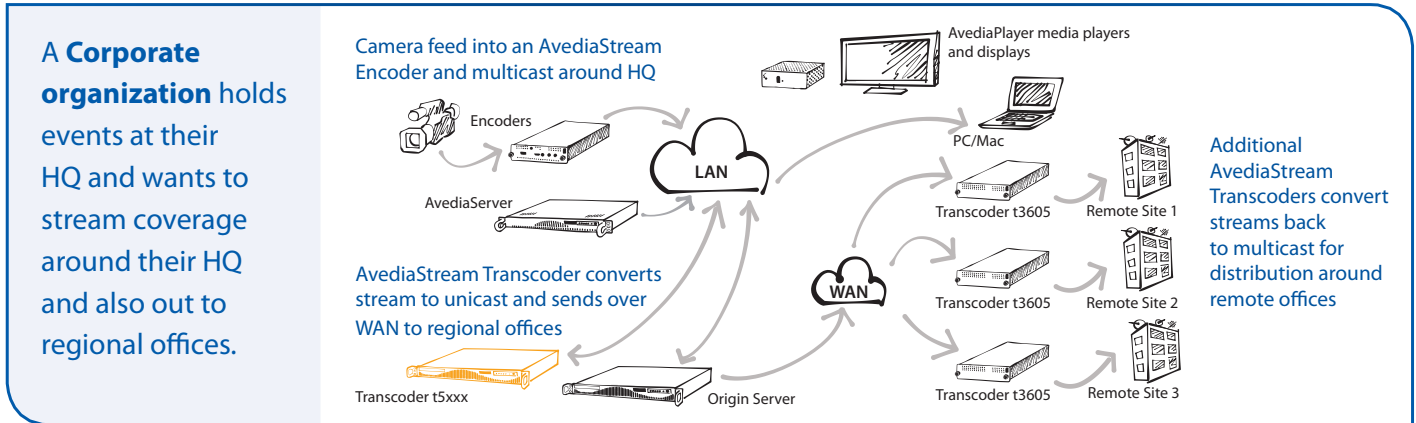 A Corporate
organization holds
events at their
HQ and wants to
stream coverage
around their HQ
and also out to
regional offices.
Camera feed into an AvediaStream
Encoder and multicast around HQ
Encoders
AvediaServer
LAN
AvediaPlayer media players
and displays
PC/Mac
AvediaStream Transcoder converts
stream to unicast and sends over
WAN to regional offices
Transcoder t5xxx
Origin Server
WAN
Transcoder t3605
Remote Site 1
Transcoder t3605
Remote Site 2
Transcoder t3605
Remote Site 3
Additional
AvediaStream
Transcoders convert
streams back
to multicast for
distribution around
remote offices